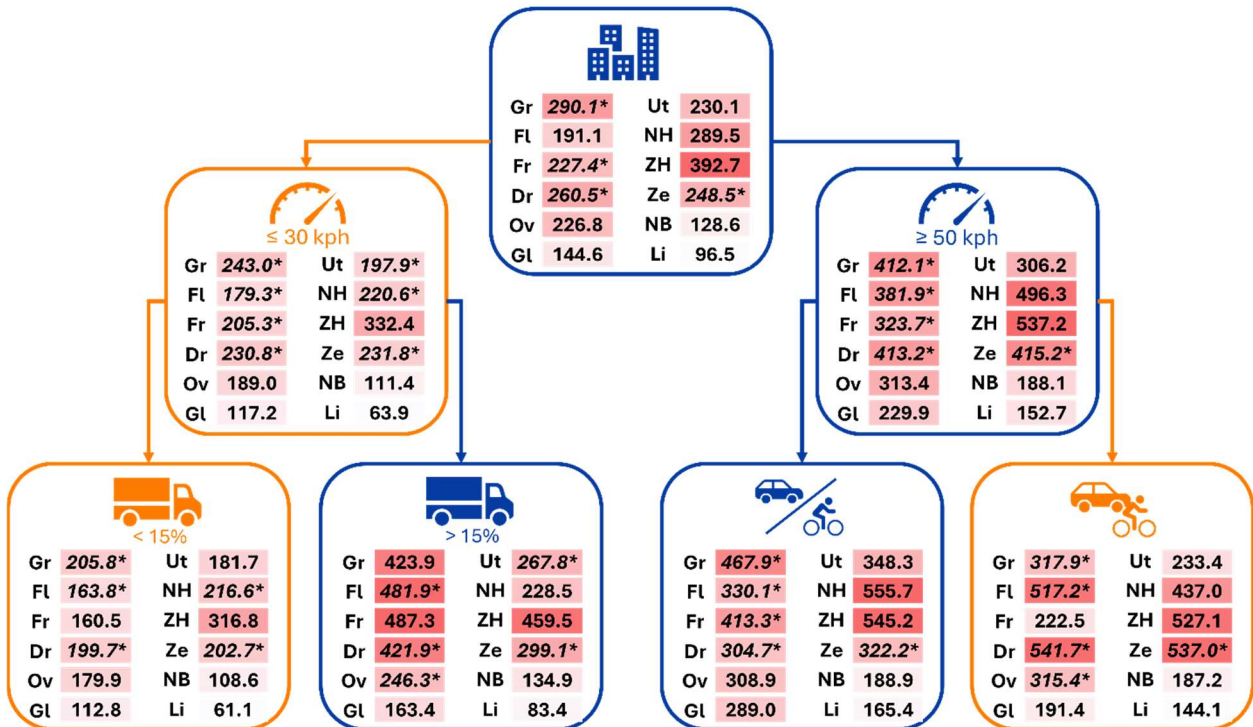 Gr 290.1* Ut 230.1
Fl 191.1 NH 289.5
Fr 227.4* ZH 392.7
Dr 260.5* Ze 248.5*
Ov 226.8 NB 128.6
Gl 144.6 Li 96.5
≤ 30 kph
Gr 243.0* Ut 197.9*
Fl 179.3* NH 220.6*
Fr 205.3* ZH 332.4
Dr 230.8* Ze 231.8*
Ov 189.0 NB 111.4
Gl 117.2 Li 63.9
≥ 50 kph
Gr 412.1* Ut 306.2
Fl 381.9* NH 496.3
Fr 323.7* ZH 537.2
Dr 413.2* Ze 415.2*
Ov 313.4 NB 188.1
Gl 229.9 Li 152.7
< 15%
Gr 205.8* Ut 181.7
Fl 163.8* NH 216.6*
Fr 160.5 ZH 316.8
Dr 199.7* Ze 202.7*
Ov 179.9 NB 108.6
Gl 112.8 Li 61.1
> 15%
Gr 423.9 Ut 267.8*
Fl 481.9* NH 228.5
Fr 487.3 ZH 459.5
Dr 421.9* Ze 299.1*
Ov 246.3* NB 134.9
Gl 163.4 Li 83.4
Gr 467.9* Ut 348.3
Fl 330.1* NH 555.7
Fr 413.3* ZH 545.2
Dr 304.7* Ze 322.2*
Ov 308.9 NB 188.9
Gl 289.0 Li 165.4
Gr 317.9* Ut 233.4
Fl 517.2* NH 437.0
Fr 222.5 ZH 527.1
Dr 541.7* Ze 537.0*
Ov 315.4* NB 187.2
Gl 191.4 Li 144.1